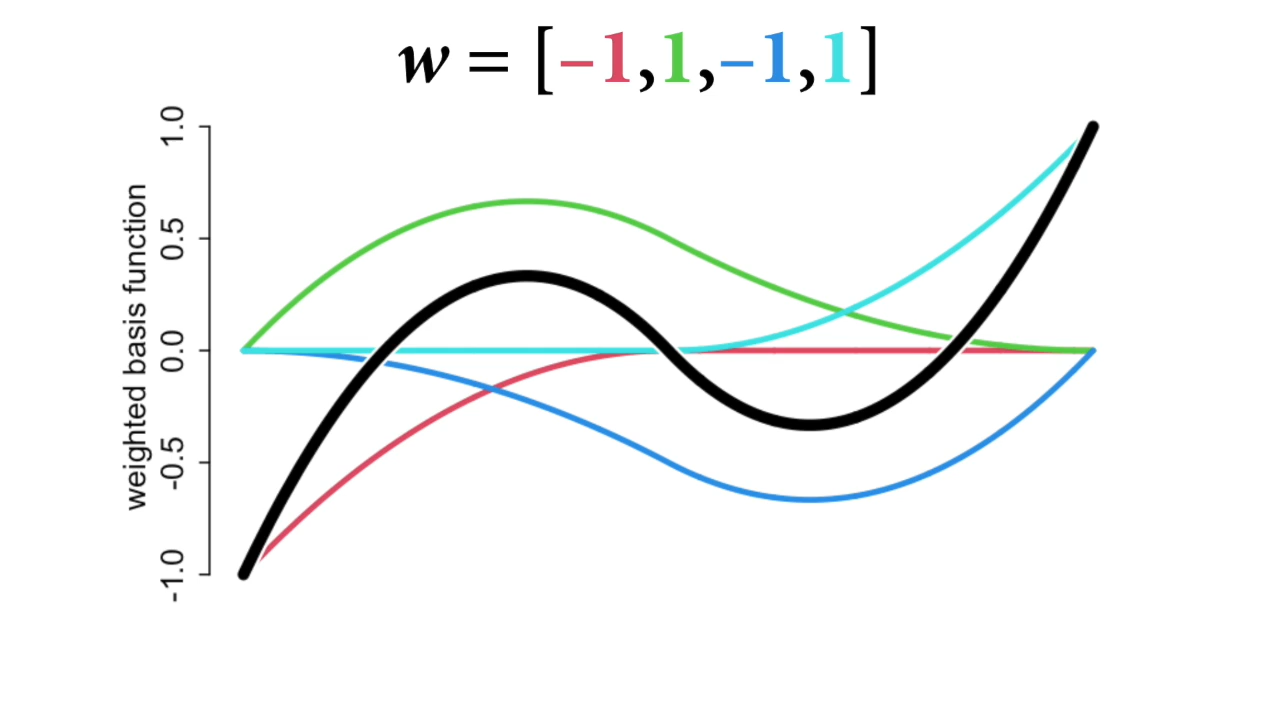 w = [–1,1,–1,1]
1.0
0.5
0.0
-0.5
-1.0
weighted basis function